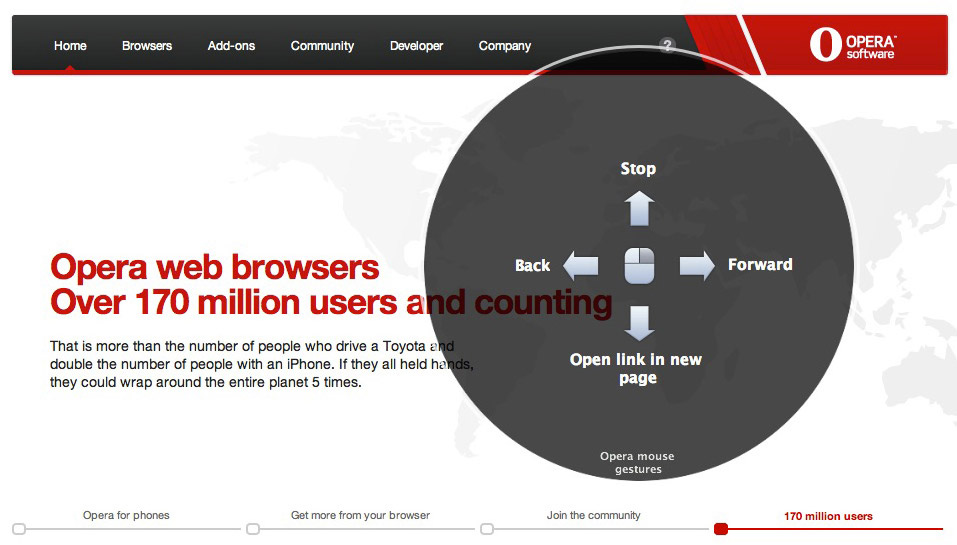 Home Browsers Add-ons Community Developer Company ?
OPERA™
software
Stop
Back Forward
Open link in new
page
Opera mouse
gestures
Opera web browsers
Over 170 million users and counting
That is more than the number of people who drive a Toyota and
double the number of people with an iPhone. If they all held hands,
they could wrap around the entire planet 5 times.
Opera for phones Get more from your browser Join the community 170 million users